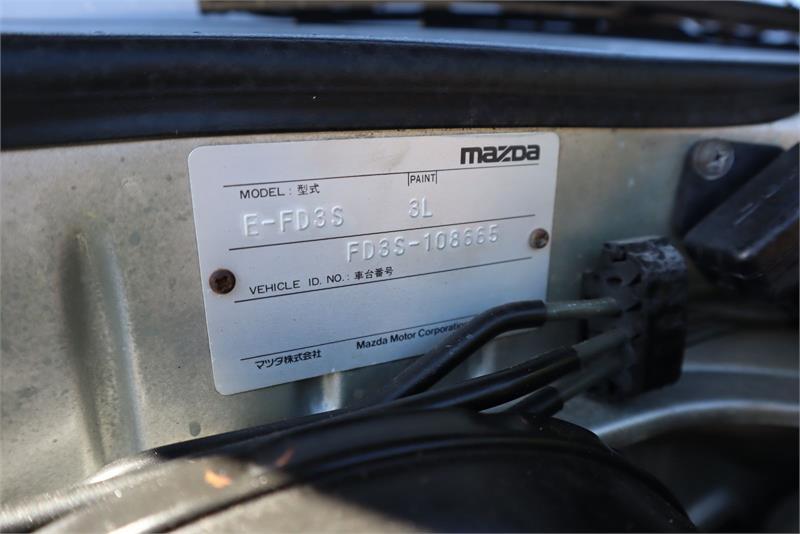 mazda
MODEL: 型式 PAINT
E-FD3S 3L
FD3S-108665
VEHICLE ID. NO.: 車台番号
マツダ株式会社 Mazda Motor Corporation